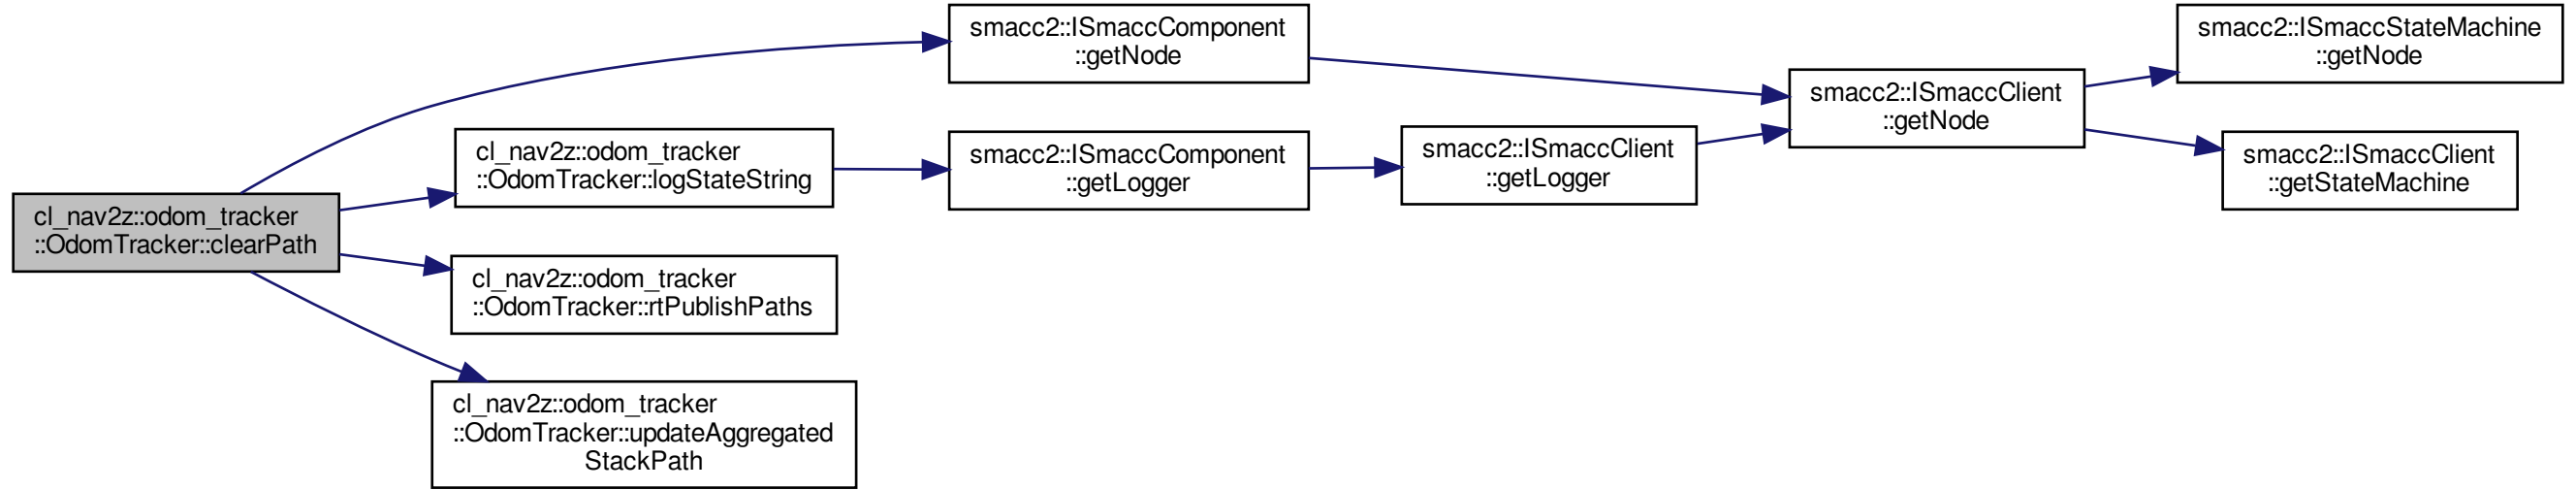 cl_nav2z::odom_tracker
::OdomTracker::clearPath
smacc2::ISmaccComponent
::getNode
cl_nav2z::odom_tracker
::OdomTracker::logStateString
smacc2::ISmaccComponent
::getLogger
smacc2::ISmaccClient
::getLogger
smacc2::ISmaccClient
::getNode
smacc2::ISmaccStateMachine
::getNode
smacc2::ISmaccClient
::getStateMachine
cl_nav2z::odom_tracker
::OdomTracker::rtPublishPaths
cl_nav2z::odom_tracker
::OdomTracker::updateAggregated
StackPath